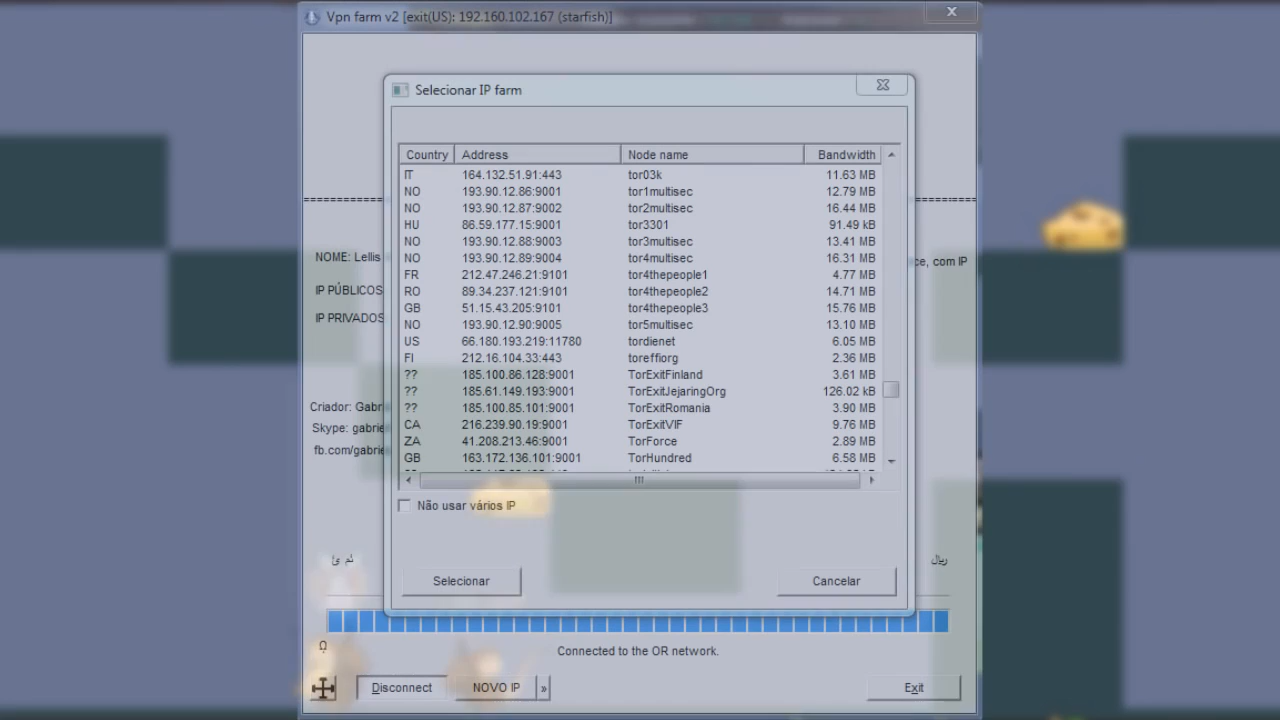 Vpn farm v2 [exit(US): 192.160.102.167 (starfish)]
Selecionar IP farm
Country Address Node name Bandwidth
IT 164.132.51.91:443 tor03k 11.63 MB
NO 193.90.12.86:9001 tor1multisec 12.79 MB
NO 193.90.12.87:9002 tor2multisec 16.44 MB
HU 86.59.177.15:9001 tor3301 91.49 kB
NO 193.90.12.88:9003 tor3multisec 13.41 MB
NO 193.90.12.89:9004 tor4multisec 16.31 MB
FR 212.47.246.21:9101 tor4thepeople1 4.77 MB
RO 89.34.237.121:9101 tor4thepeople2 14.71 MB
GB 51.15.43.205:9101 tor4thepeople3 15.76 MB
NO 193.90.12.90:9005 tor5multisec 13.10 MB
US 66.180.193.219:11780 tordienet 6.05 MB
FI 212.16.104.33:443 toreffiorg 2.36 MB
?? 185.100.86.128:9001 TorExitFinland 3.61 MB
?? 185.61.149.193:9001 TorExitJejaringOrg 126.02 kB
?? 185.100.85.101:9001 TorExitRomania 3.90 MB
CA 216.239.90.19:9001 TorExitVIF 9.76 MB
ZA 41.208.213.46:9001 TorForce 2.89 MB
GB 163.172.136.101:9001 TorHundred 6.58 MB
NOME: Lellis
ce, com IP
IP PÚBLICOS
IP PRIVADOS
Criador: Gabr
Skype: gabrie
fb.com/gabrie
Não usar vários IP
ریال
Selecionar Cancelar
Connected to the OR network.
Disconnect NOVO IP » Exit